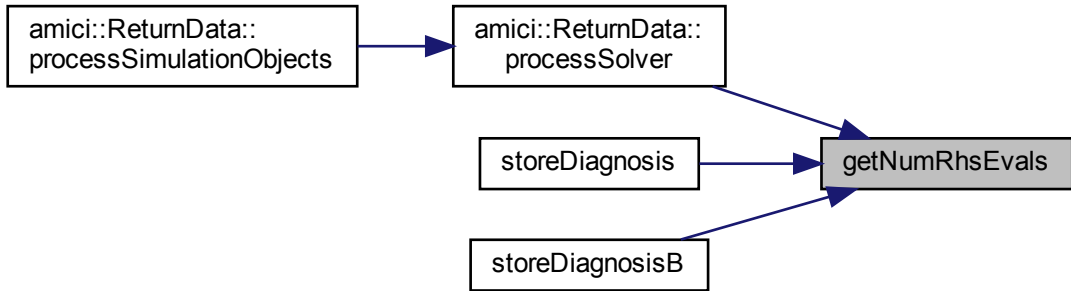 amici::ReturnData::
processSimulationObjects
amici::ReturnData::
processSolver
storeDiagnosis
getNumRhsEvals
storeDiagnosisB